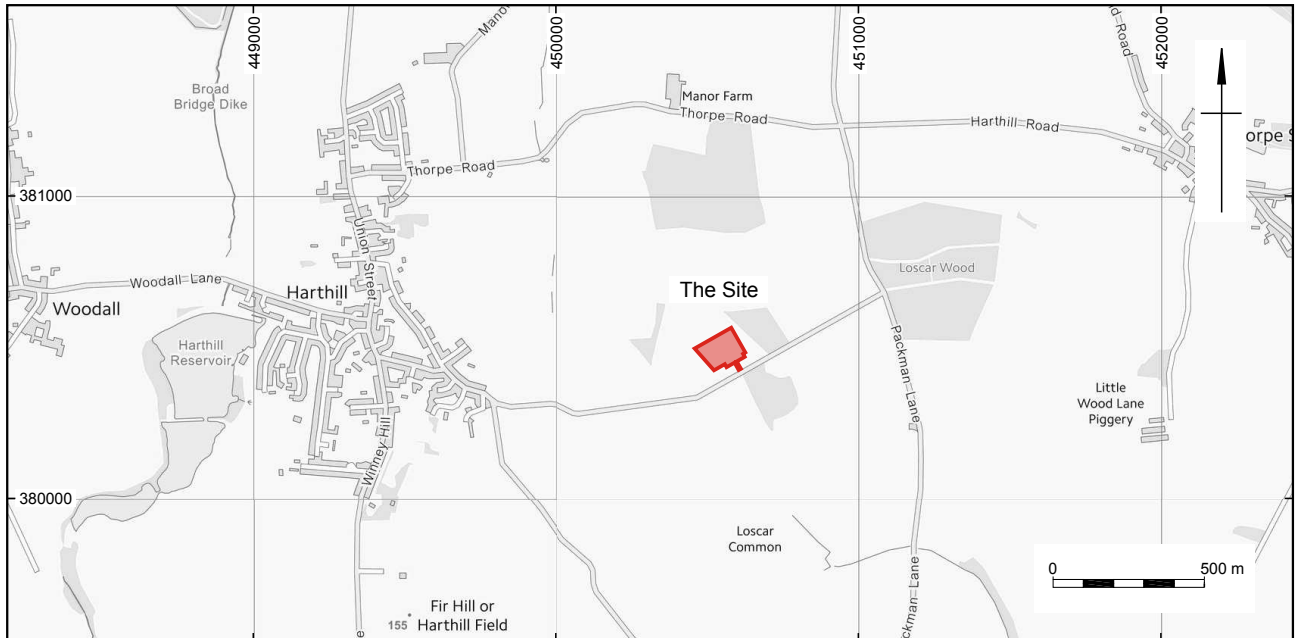 449000
450000
451000
452000
Manor
Road
Broad
Bridge Dike
Manor Farm
Thorpe Road
Harthill Road
orpe S
Thorpe Road
381000
Union Street
Woodall Lane
Harthill
Loscar Wood
The Site
Woodall
Harthill
Reservoir
Packman Lane
Little
Wood Lane
Piggery
Winney Hill
380000
Loscar
Common
0 500 m
Fir Hill or
155 Harthill Field
ckman Lane